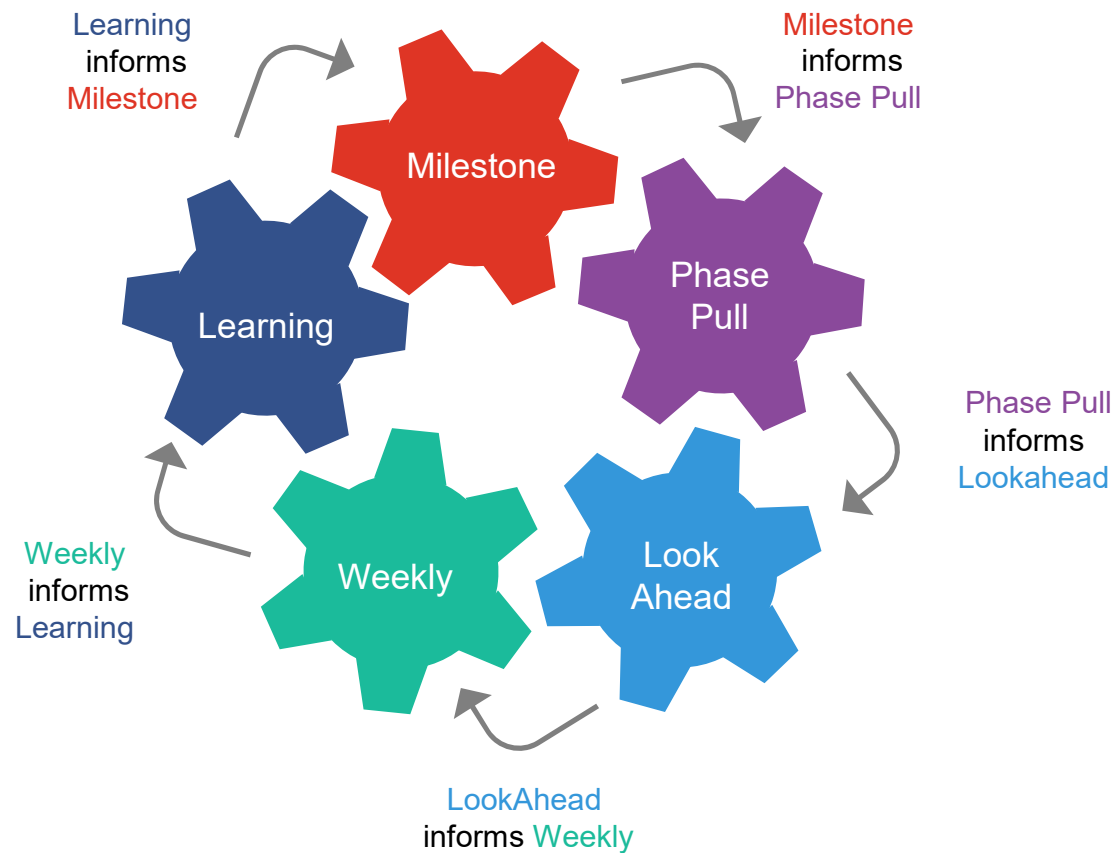 Learning
informs
Milestone
Milestone
informs
Phase Pull
Milestone
Phase
Pull
Learning
Phase Pull
informs
Lookahead
Look
Ahead
Weekly
Weekly
informs
Learning
LookAhead
informs Weekly